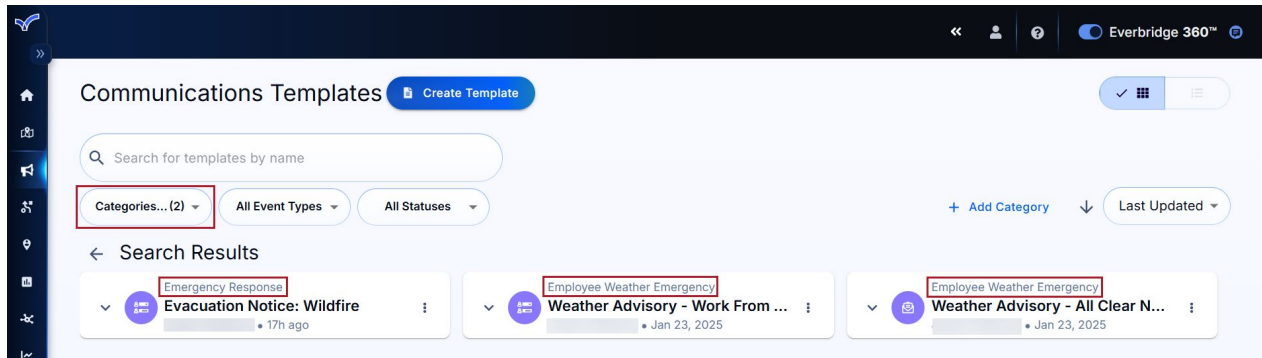 Everbridge 360™
Communications Templates
Create Template
Search for templates by name
Categories... (2)
All Event Types
All Statuses
+ Add Category
Last Updated
Search Results
Emergency Response
Evacuation Notice: Wildfire
• 17h ago
Employee Weather Emergency
Weather Advisory - Work From ...
• Jan 23, 2025
Employee Weather Emergency
Weather Advisory - All Clear N...
• Jan 23, 2025